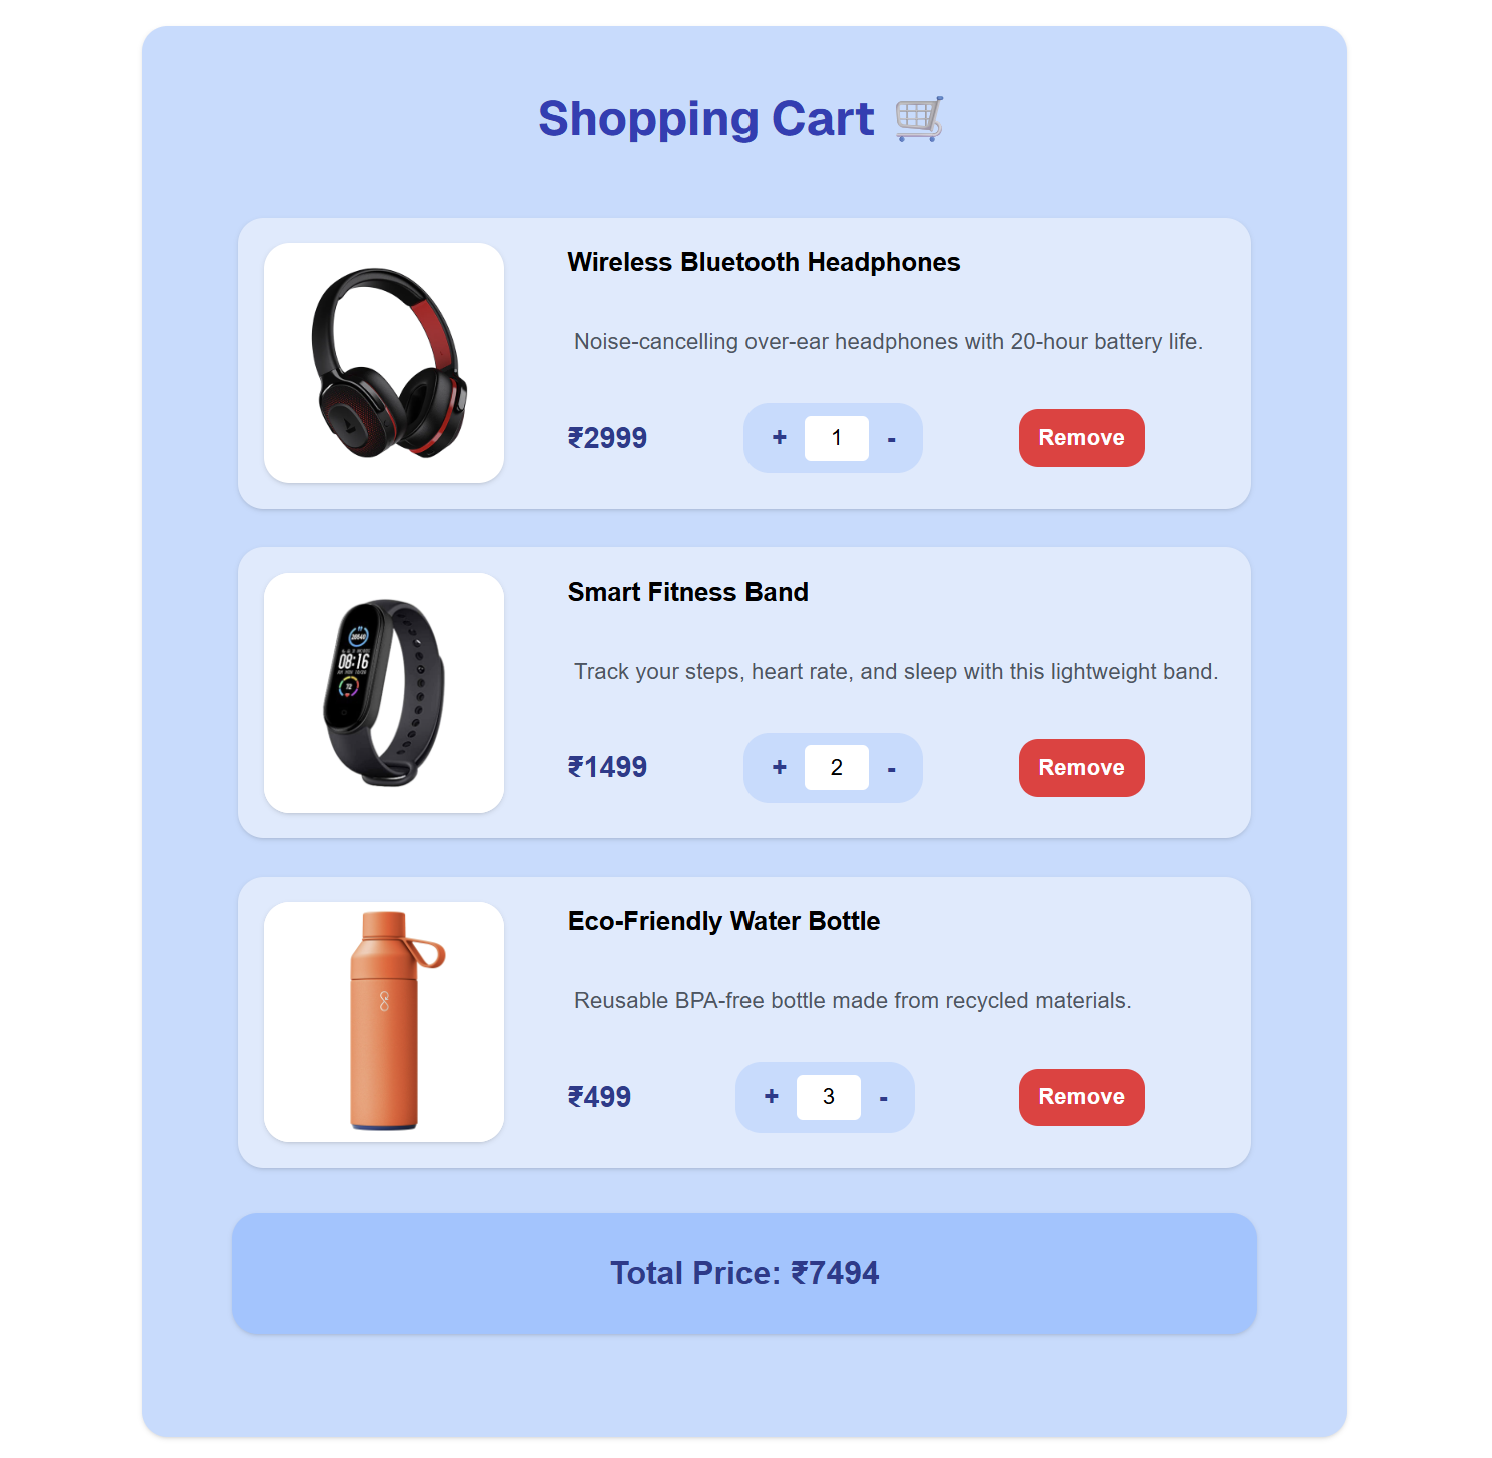 Shopping Cart 🛒
Wireless Bluetooth Headphones
Noise-cancelling over-ear headphones with 20-hour battery life.
₹2999 + 1 - Remove
Smart Fitness Band
08:16
Track your steps, heart rate, and sleep with this lightweight band.
₹1499 + 2 - Remove
Eco-Friendly Water Bottle
Reusable BPA-free bottle made from recycled materials.
₹499 + 3 - Remove
Total Price: ₹7494